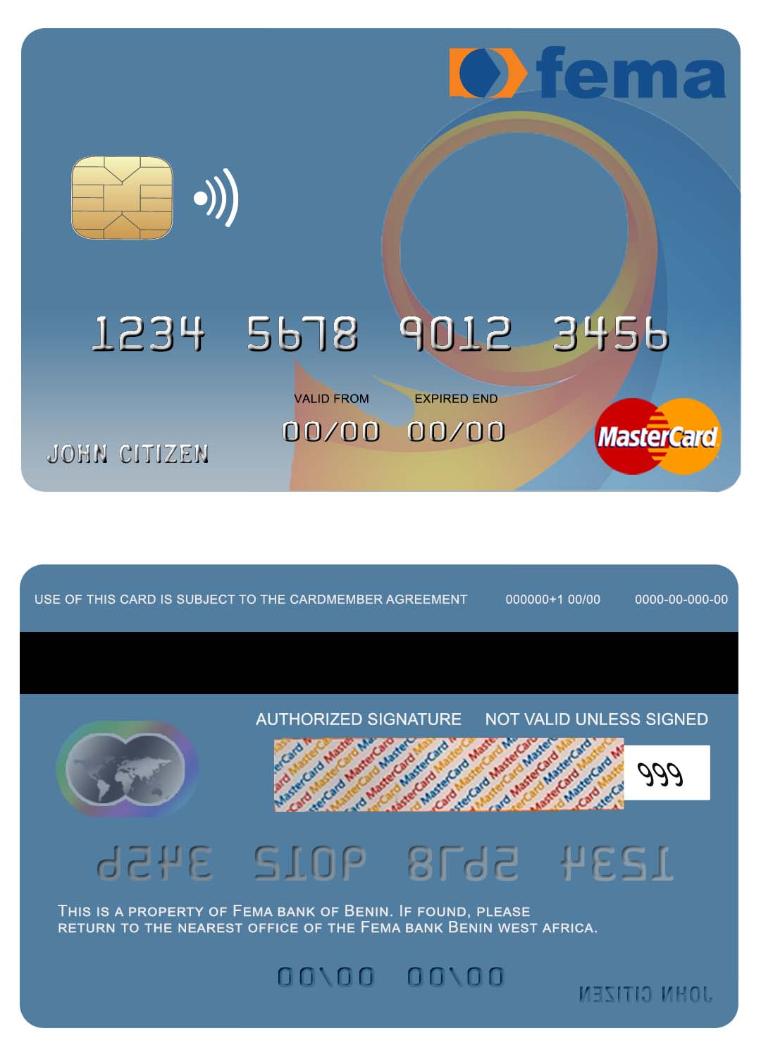 fema
1234 5678 9012 3456
VALID FROM EXPIRED END
00/00 00/00
JOHN CITIZEN
MasterCard
USE OF THIS CARD IS SUBJECT TO THE CARDMEMBER AGREEMENT 000000+1 00/00 0000-00-000-00
AUTHORIZED SIGNATURE NOT VALID UNLESS SIGNED
MasterCard MasterCard MasterCard
999
1234 5678 9012 3456
THIS IS A PROPERTY OF FEMA BANK OF BENIN. IF FOUND, PLEASE
RETURN TO THE NEAREST OFFICE OF THE FEMA BANK BENIN WEST AFRICA.
00/00 00/00
JOHN CITIZEN